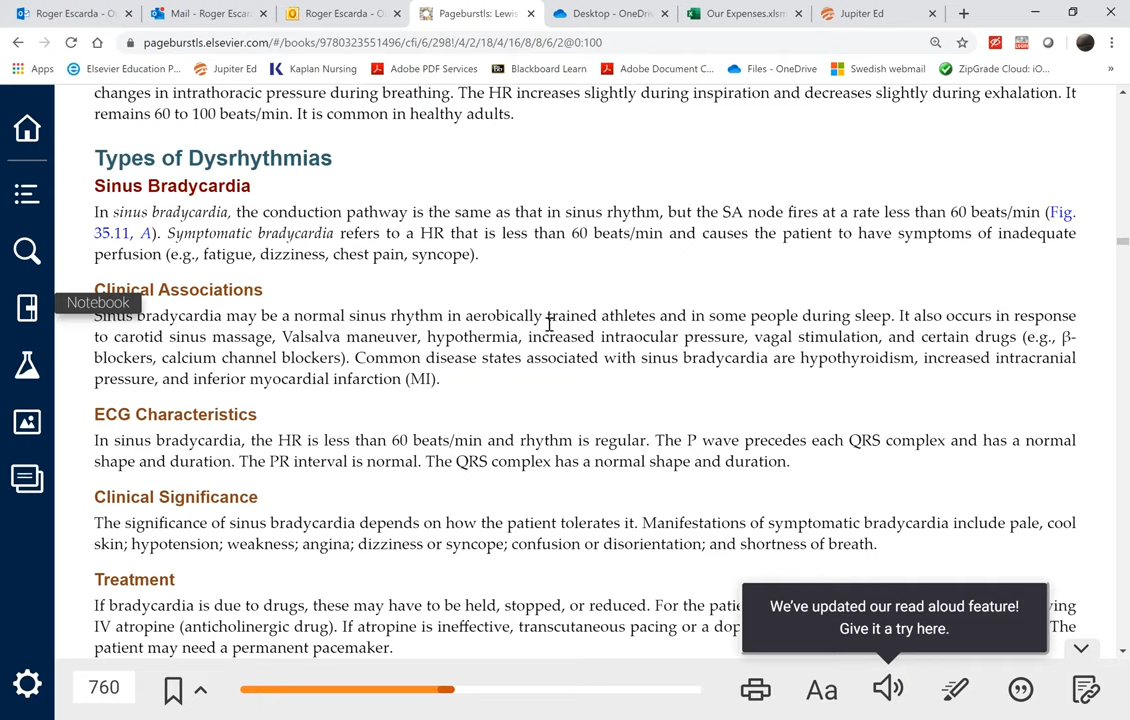 Roger Escarda - O
Mail - Roger Escar
Roger Escarda - O
Pageburstls: Lewis
Desktop - OneDriv
Our Expenses.xlsm
Jupiter Ed
pageburstls.elsevier.com/#/books/9780323551496/cfi/6/298!/4/2/18/4/16/8/8/6/2@0:100
Apps Elsevier Education P... Jupiter Ed Kaplan Nursing Adobe PDF Services Blackboard Learn Adobe Document C... Files - OneDrive Swedish webmail ZipGrade Cloud: iO... »
changes in intrathoracic pressure during breathing. The HR increases slightly during inspiration and decreases slightly during exhalation. It
remains 60 to 100 beats/min. It is common in healthy adults.
Types of Dysrhythmias
Sinus Bradycardia
In sinus bradycardia, the conduction pathway is the same as that in sinus rhythm, but the SA node fires at a rate less than 60 beats/min (Fig.
35.11, A). Symptomatic bradycardia refers to a HR that is less than 60 beats/min and causes the patient to have symptoms of inadequate
perfusion (e.g., fatigue, dizziness, chest pain, syncope).
Clinical Associations
Notebook
Sinus bradycardia may be a normal sinus rhythm in aerobically trained athletes and in some people during sleep. It also occurs in response
to carotid sinus massage, Valsalva maneuver, hypothermia, increased intraocular pressure, vagal stimulation, and certain drugs (e.g., β-
blockers, calcium channel blockers). Common disease states associated with sinus bradycardia are hypothyroidism, increased intracranial
pressure, and inferior myocardial infarction (MI).
ECG Characteristics
In sinus bradycardia, the HR is less than 60 beats/min and rhythm is regular. The P wave precedes each QRS complex and has a normal
shape and duration. The PR interval is normal. The QRS complex has a normal shape and duration.
Clinical Significance
The significance of sinus bradycardia depends on how the patient tolerates it. Manifestations of symptomatic bradycardia include pale, cool
skin; hypotension; weakness; angina; dizziness or syncope; confusion or disorientation; and shortness of breath.
Treatment
If bradycardia is due to drugs, these may have to be held, stopped, or reduced. For the patie ving
IV atropine (anticholinergic drug). If atropine is ineffective, transcutaneous pacing or a dop The
patient may need a permanent pacemaker.
We've updated our read aloud feature!
Give it a try here.
760
Aa